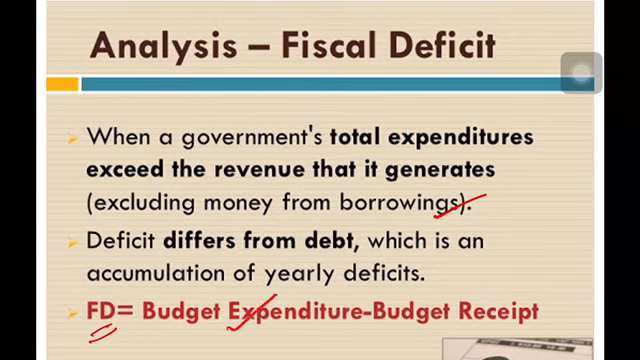 Analysis – Fiscal Deficit
When a government's total expenditures
exceed the revenue that it generates
(excluding money from borrowings).
Deficit differs from debt, which is an
accumulation of yearly deficits.
FD= Budget Expenditure-Budget Receipt